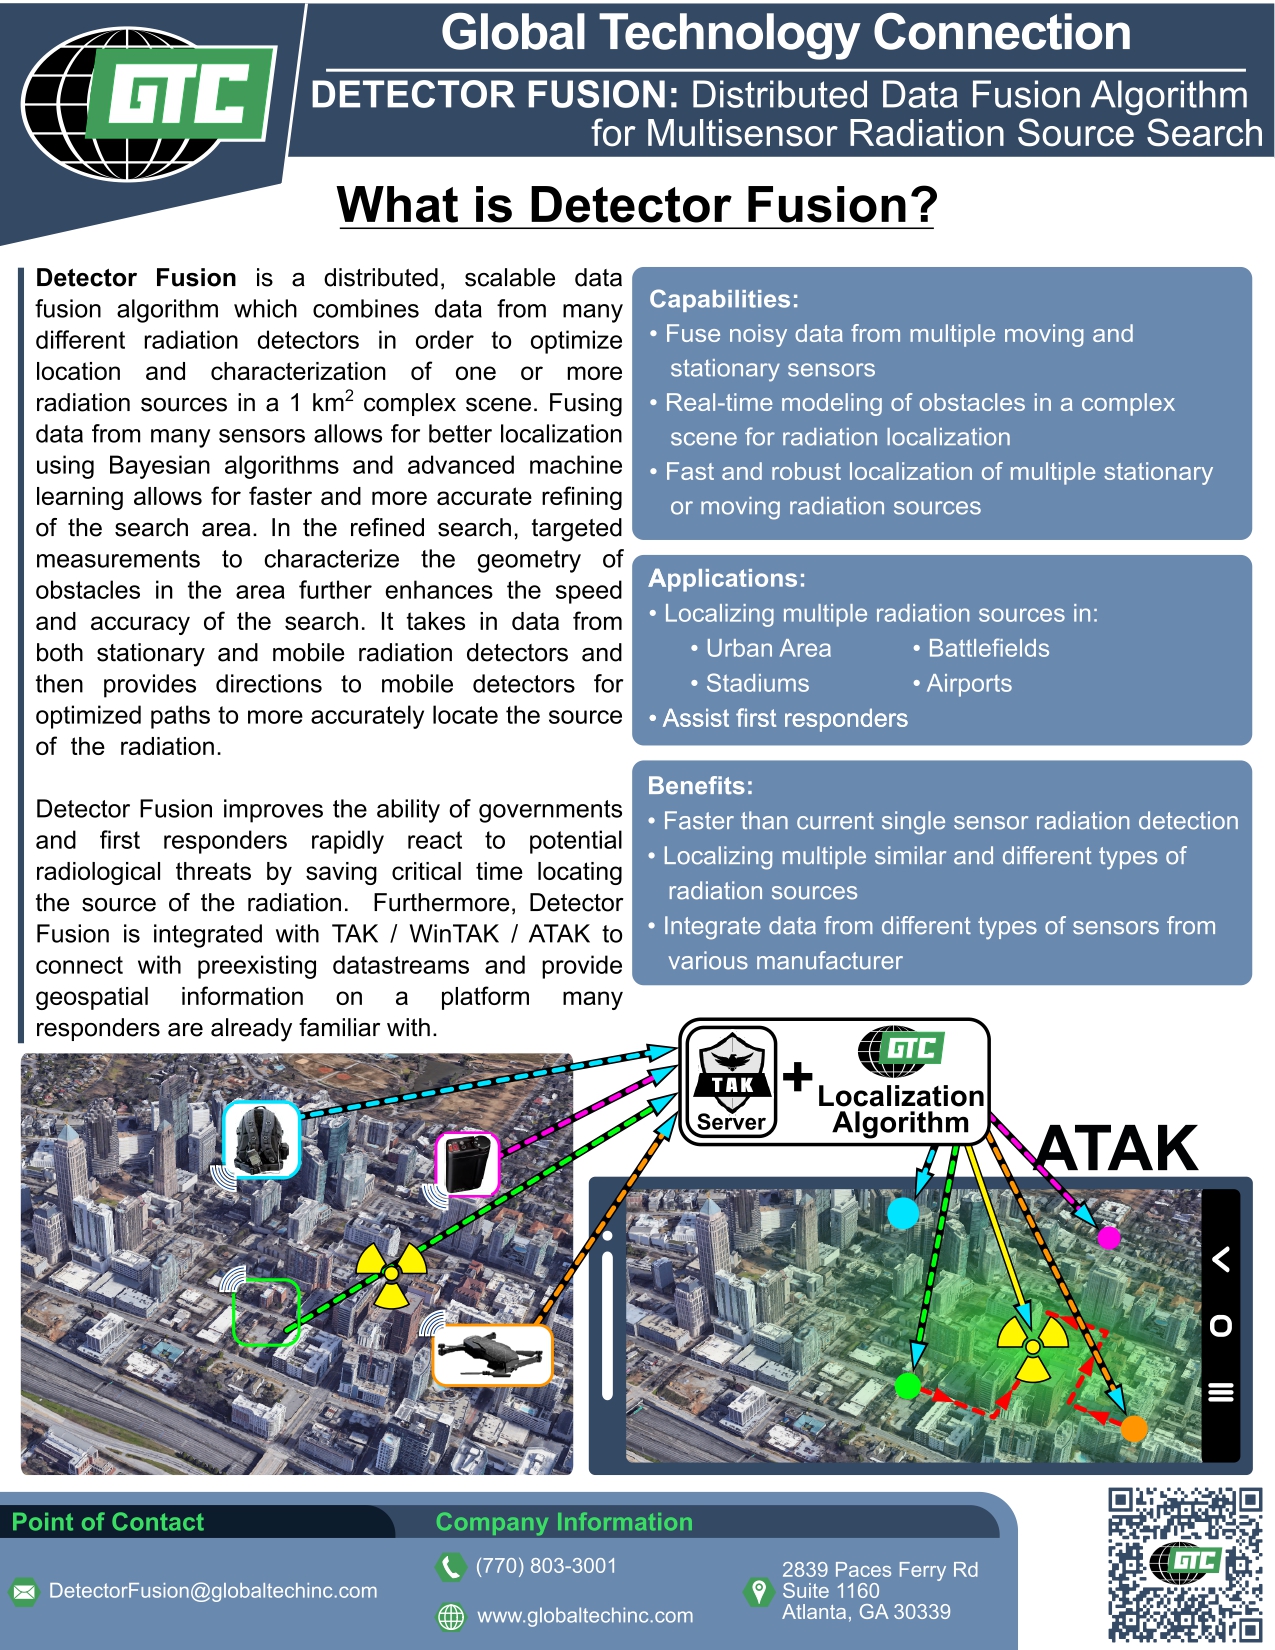 GTC
Global Technology Connection
DETECTOR FUSION: Distributed Data Fusion Algorithm
for Multisensor Radiation Source Search
What is Detector Fusion?
Detector Fusion is a distributed, scalable data
fusion algorithm which combines data from many
different radiation detectors in order to optimize
location and characterization of one or more
radiation sources in a 1 km² complex scene. Fusing
data from many sensors allows for better localization
using Bayesian algorithms and advanced machine
learning allows for faster and more accurate refining
of the search area. In the refined search, targeted
measurements to characterize the geometry of
obstacles in the area further enhances the speed
and accuracy of the search. It takes in data from
both stationary and mobile radiation detectors and
then provides directions to mobile detectors for
optimized paths to more accurately locate the source
of the radiation.
Detector Fusion improves the ability of governments
and first responders rapidly react to potential
radiological threats by saving critical time locating
the source of the radiation. Furthermore, Detector
Fusion is integrated with TAK / WinTAK / ATAK to
connect with preexisting datastreams and provide
geospatial information on a platform many
responders are already familiar with.
Capabilities:
• Fuse noisy data from multiple moving and
stationary sensors
• Real-time modeling of obstacles in a complex
scene for radiation localization
• Fast and robust localization of multiple stationary
or moving radiation sources
Applications:
• Localizing multiple radiation sources in:
• Urban Area • Battlefields
• Stadiums • Airports
• Assist first responders
Benefits:
• Faster than current single sensor radiation detection
• Localizing multiple similar and different types of
radiation sources
• Integrate data from different types of sensors from
various manufacturer
TAK
Server
+
GTC
Localization
Algorithm
ATAK
Point of Contact
DetectorFusion@globaltechinc.com
Company Information
(770) 803-3001
www.globaltechinc.com
2839 Paces Ferry Rd
Suite 1160
Atlanta, GA 30339
GTC